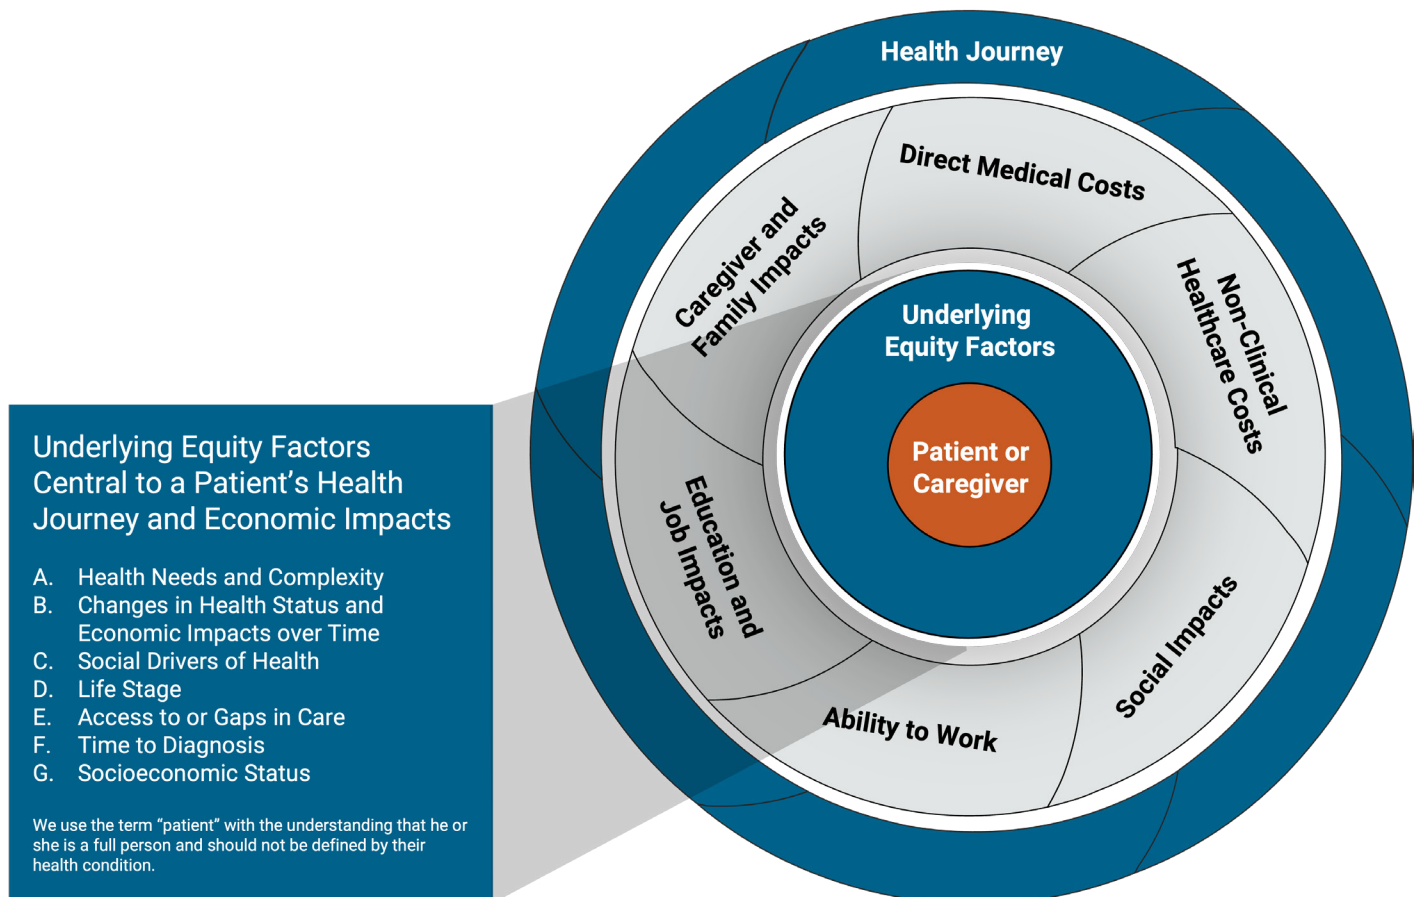 Health Journey
Direct Medical Costs
Caregiver and
Family Impacts
Non-Clinical
Healthcare Costs
Underlying
Equity Factors
Patient or
Caregiver
Education and
Job Impacts
Social Impacts
Ability to Work
Underlying Equity Factors
Central to a Patient’s Health
Journey and Economic Impacts
A. Health Needs and Complexity
B. Changes in Health Status and
Economic Impacts over Time
C. Social Drivers of Health
D. Life Stage
E. Access to or Gaps in Care
F. Time to Diagnosis
G. Socioeconomic Status
We use the term “patient” with the understanding that he or
she is a full person and should not be defined by their
health condition.